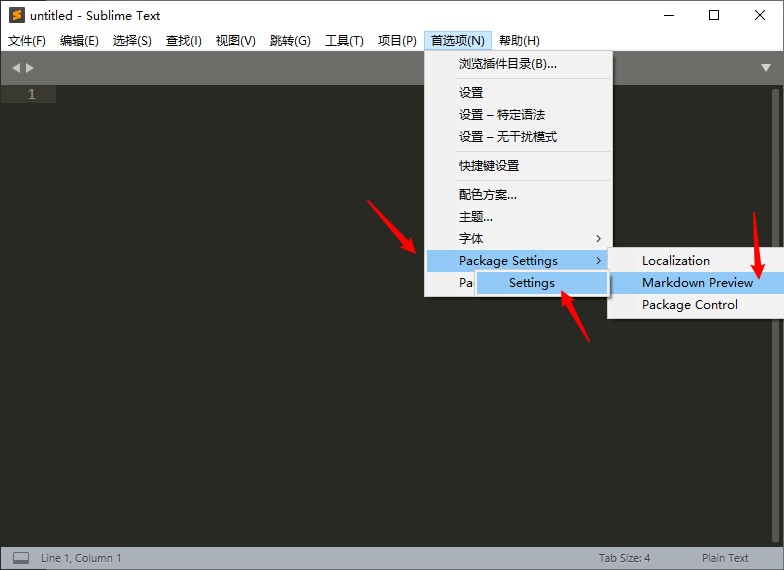 untitled - Sublime Text
文件(F) 编辑(E) 选择(S) 查找(I) 视图(V) 跳转(G) 工具(T) 项目(P) 首选项(N) 帮助(H)
浏览插件目录(B)...
1
设置
设置 – 特定语法
设置 – 无干扰模式
快捷键设置
配色方案...
主题...
字体
Package Settings
Pa
Settings
Localization
Markdown Preview
Package Control
Line 1, Column 1 Tab Size: 4 Plain Text